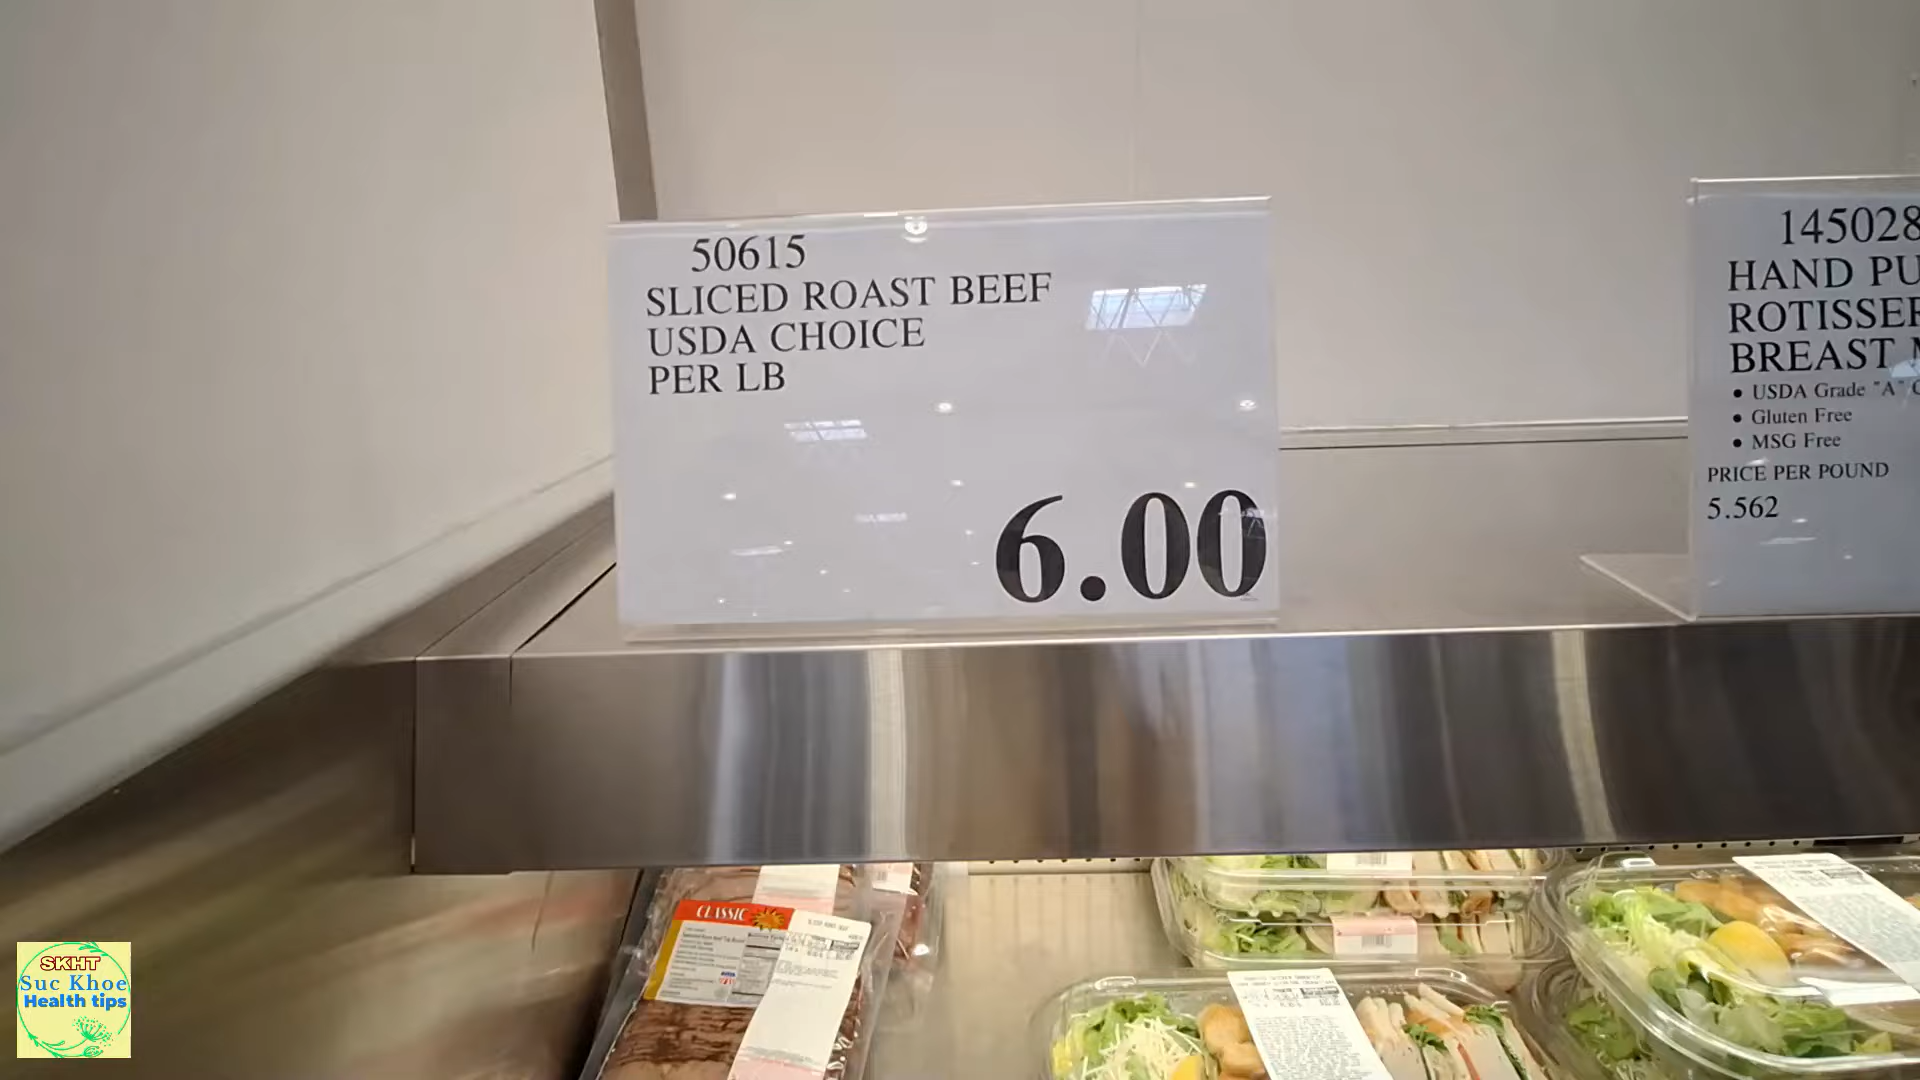 50615
SLICED ROAST BEEF
USDA CHOICE
PER LB
6.00
145028
HAND PU
ROTISSER
BREAST
• USDA Grade "A"
• Gluten Free
• MSG Free
PRICE PER POUND
5.562
CLASSIC
SKHT
Suc Khoe
Health tips